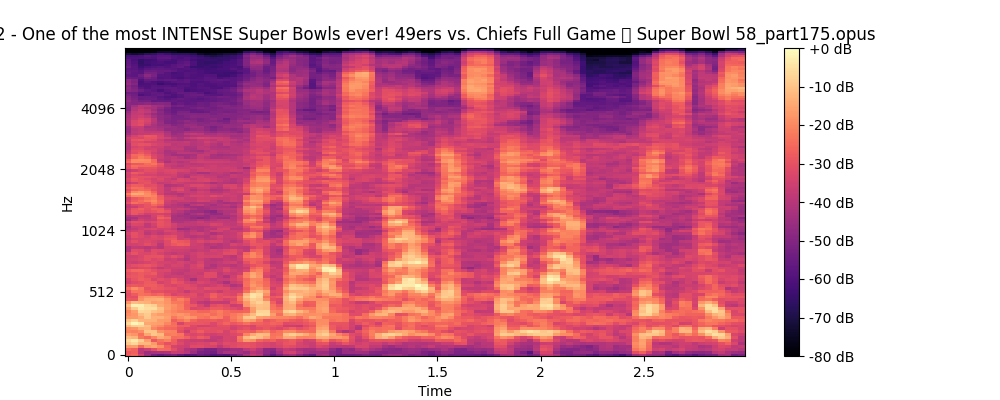 2 - One of the most INTENSE Super Bowls ever! 49ers vs. Chiefs Full Game Super Bowl 58_part175.opus
+0 dB
4096
-10 dB
-20 dB
2048
-30 dB
Hz
-40 dB
1024
-50 dB
512
-60 dB
-70 dB
0
-80 dB
0 0.5 1 1.5 2 2.5
Time